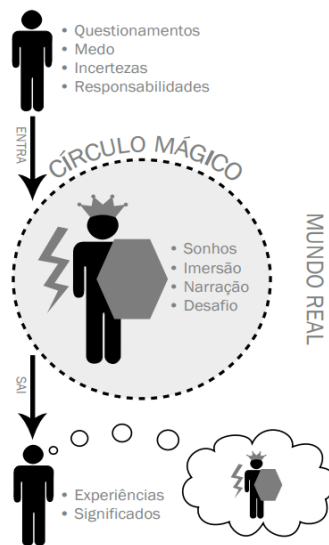 • Questionamentos
• Medo
• Incertezas
• Responsabilidades
ENTRA
CÍRCULO MÁGICO
• Sonhos
• Imersão
• Narração
• Desafio
MUNDO REAL
SAI
• Experiências
• Significados